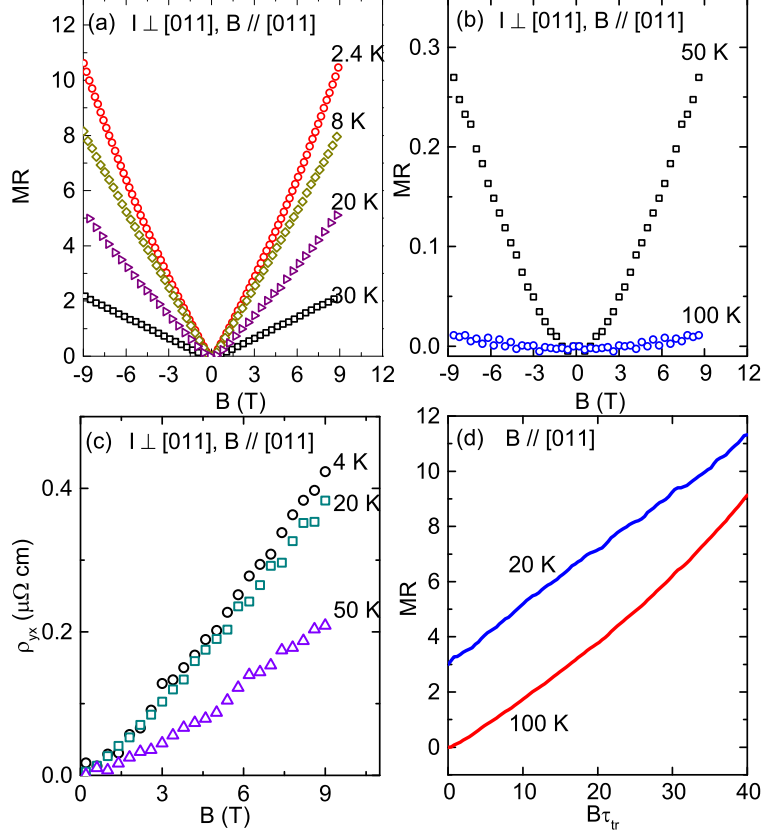 (a) I ⊥ [011], B // [011]
12
10
8
6
4
2
0
MR
2.4 K
8 K
20 K
30 K
-9 -6 -3 0 3 6 9 12
B (T)
(b) I ⊥ [011], B // [011]
0.3
0.2
0.1
0.0
MR
50 K
100 K
-9 -6 -3 0 3 6 9 12
B (T)
(c) I ⊥ [011], B // [011]
0.4
0.2
0.0
ρyx (μΩ cm)
4 K
20 K
50 K
0 3 6 9
B (T)
(d) B // [011]
12
10
8
6
4
2
0
MR
20 K
100 K
0 10 20 30 40
Bτtr